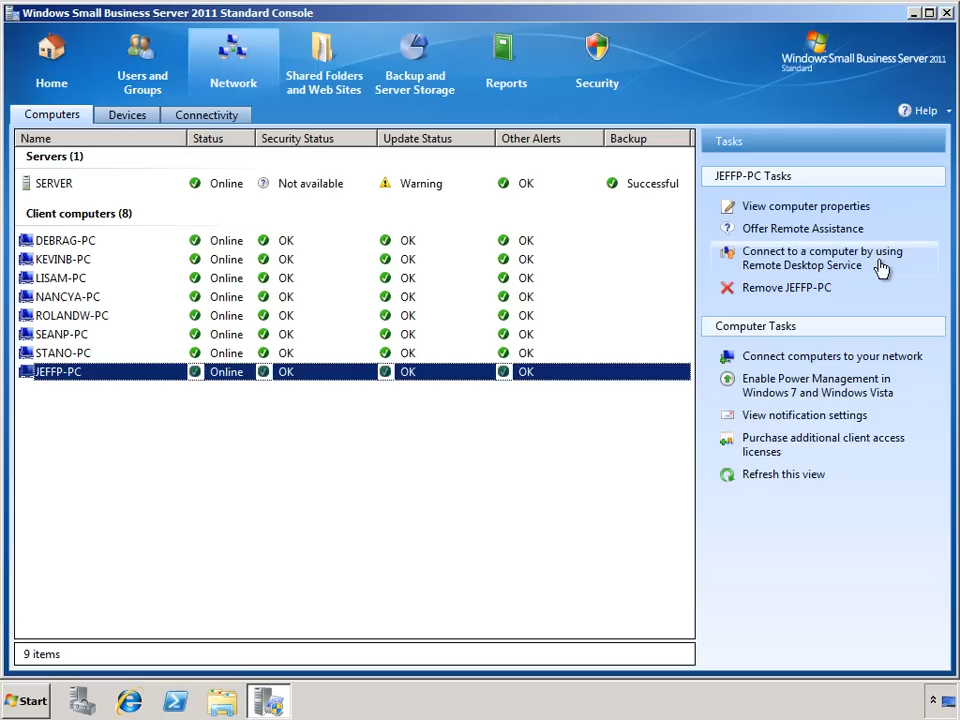 Windows Small Business Server 2011 Standard Console
Home
Users and
Groups
Network
Shared Folders
and Web Sites
Backup and
Server Storage
Reports
Security
Windows Small Business Server 2011
Standard
Computers
Devices
Connectivity
Help
Name Status Security Status Update Status Other Alerts Backup
Servers (1)
SERVER Online Not available Warning OK Successful
Client computers (8)
DEBRAG-PC Online OK OK OK
KEVINB-PC Online OK OK OK
LISAM-PC Online OK OK OK
NANCYA-PC Online OK OK OK
ROLANDW-PC Online OK OK OK
SEANP-PC Online OK OK OK
STANO-PC Online OK OK OK
JEFFP-PC Online OK OK OK
9 items
Tasks
JEFFP-PC Tasks
View computer properties
Offer Remote Assistance
Connect to a computer by using
Remote Desktop Service
Remove JEFFP-PC
Computer Tasks
Connect computers to your network
Enable Power Management in
Windows 7 and Windows Vista
View notification settings
Purchase additional client access
licenses
Refresh this view
Start